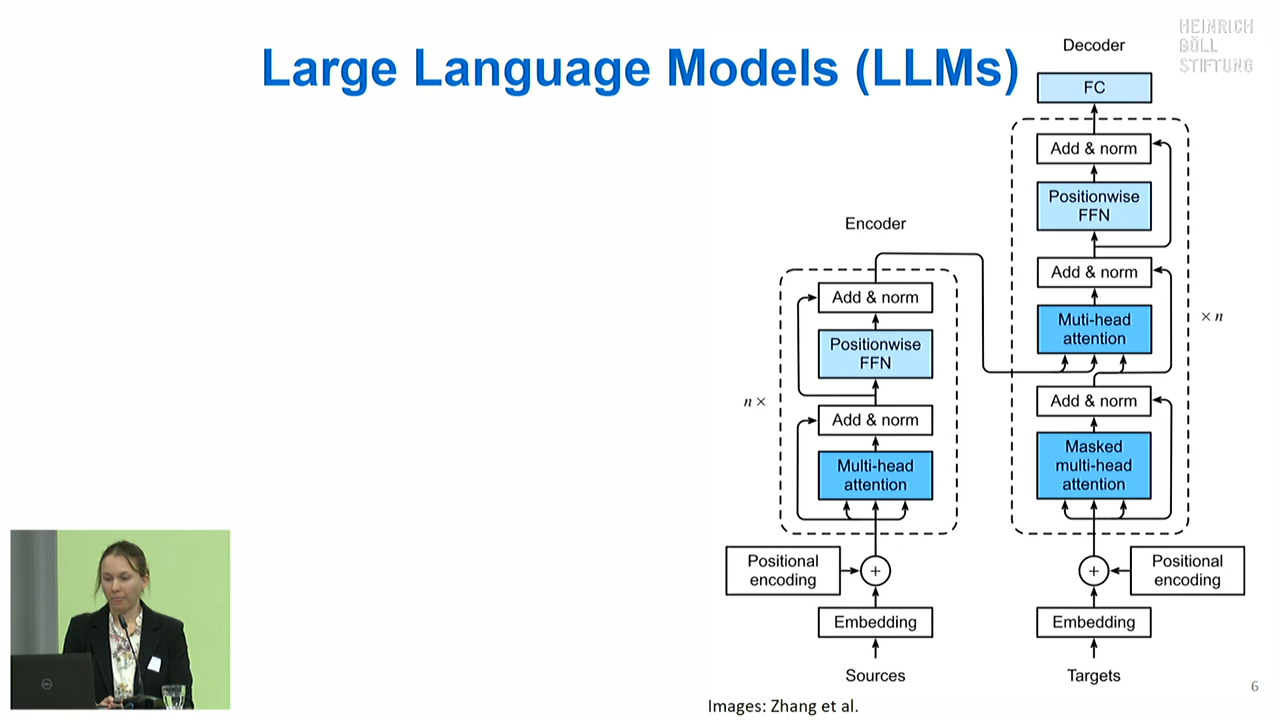 Large Language Models (LLMs)
HEINRICH
BÖLL
STIFTUNG
Decoder
FC
Add & norm
Positionwise
FFN
Add & norm
Muti-head
attention
Add & norm
Masked
multi-head
attention
× n
Positional
encoding
+
Embedding
Targets
Encoder
Add & norm
Positionwise
FFN
Add & norm
Multi-head
attention
n ×
Positional
encoding
+
Embedding
Sources
Images: Zhang et al.
6